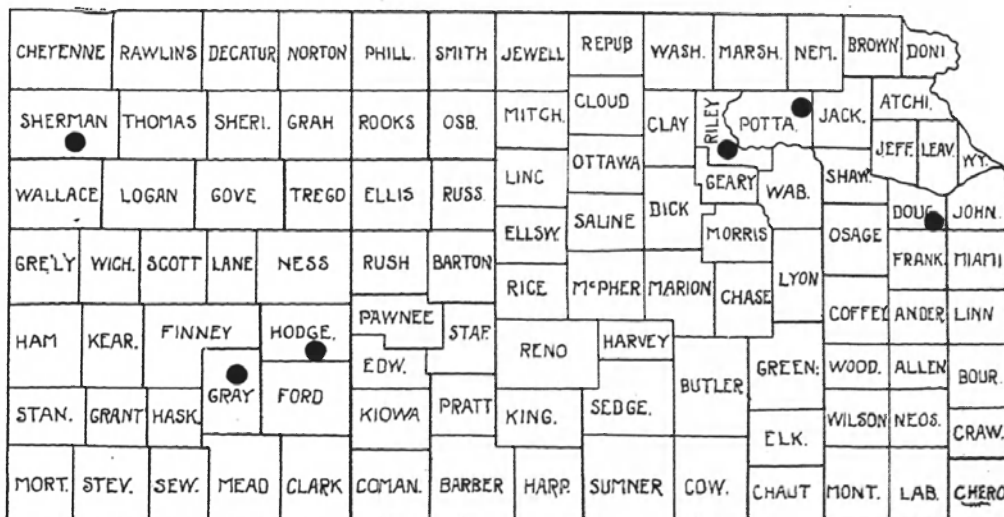 CHEYENNE RAWLINS DECATUR NORTON PHILL. SMITH JEWELL REPUB WASH. MARSH. NEM. BROWN DONI.
SHERMAN THOMAS SHERI. GRAH ROOKS OSB. MITCH. CLOUD CLAY RILEY POTTA. JACK. ATCHI.
JEFF. LEAV. WY.
WALLACE LOGAN GOVE TREGO ELLIS RUSS. LINC OTTAWA DICK GEARY WAB. SHAW. DOUG. JOHN.
GRE'LY WICH. SCOTT LANE NESS RUSH BARTON ELLSW. SALINE MORRIS OSAGE FRANK. MIAMI
RICE McPHER MARION CHASE LYON
HAM KEAR. FINNEY HODGE. PAWNEE STAF. RENO HARVEY COFFEY ANDER LINN
GRAY FORD EDW. BUTLER GREEN: WOOD. ALLEN BOUR.
STAN. GRANT HASK. KIOWA PRATT KING. SEDGE. ELK. WILSON NEOS. CRAW.
MORT. STEV. SEW. MEAD CLARK COMAN. BARBER HARP. SUMNER COW. CHAUT MONT. LAB. CHERO